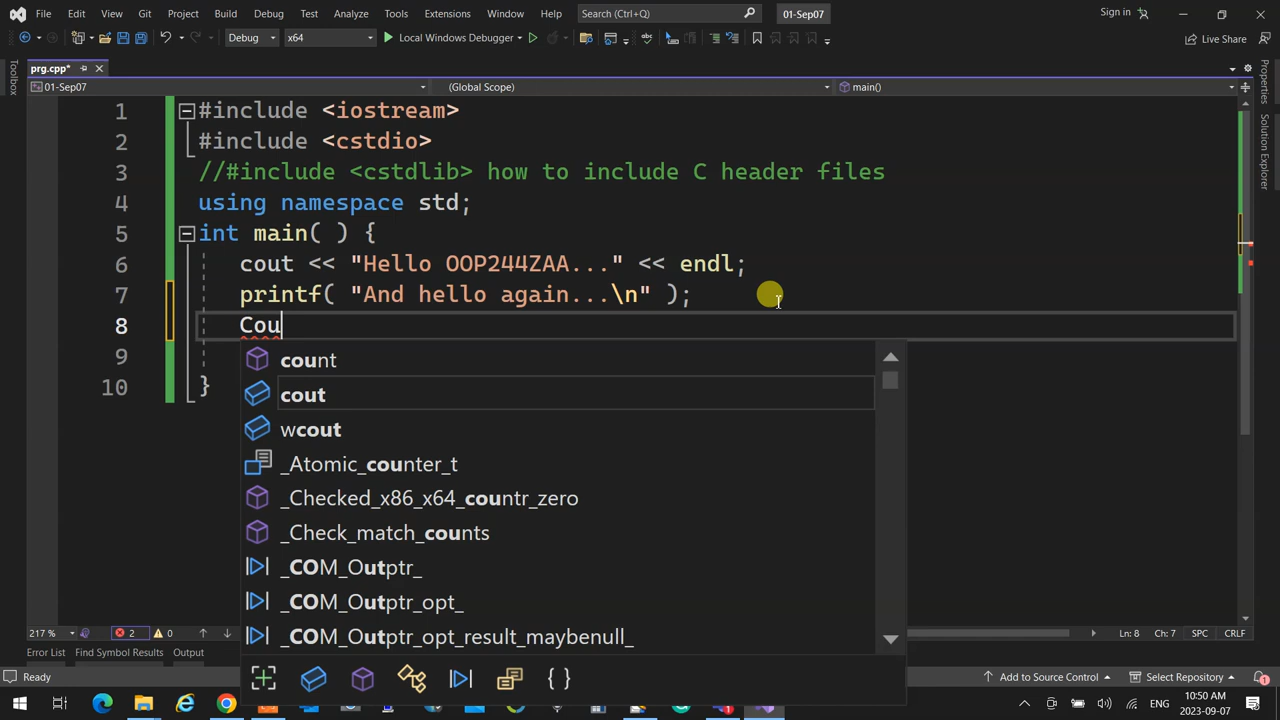 File Edit View Git Project Build Debug Test Analyze Tools Extensions Window Help Search (Ctrl+Q) 01-Sep07 Sign in
Debug x64 Local Windows Debugger Live Share
prg.cpp*
01-Sep07 (Global Scope) main()
Toolbox
Properties
Solution Explorer
1 #include <iostream>
2 #include <cstdio>
3 //#include <cstdlib> how to include C header files
4 using namespace std;
5 int main( ) {
6 cout << "Hello OOP244ZAA..." << endl;
7 printf( "And hello again...\n" );
8 Cou
9
10 }
count
cout
wcout
_Atomic_counter_t
_Checked_x86_x64_countr_zero
_Check_match_counts
_COM_Outptr_
_COM_Outptr_opt_
_COM_Outptr_opt_result_maybenull_
217 % 2 0 Ln: 8 Ch: 7 SPC CRLF
Error List Find Symbol Results Output
Ready Add to Source Control Select Repository 1
ENG 10:50 AM
2023-09-07